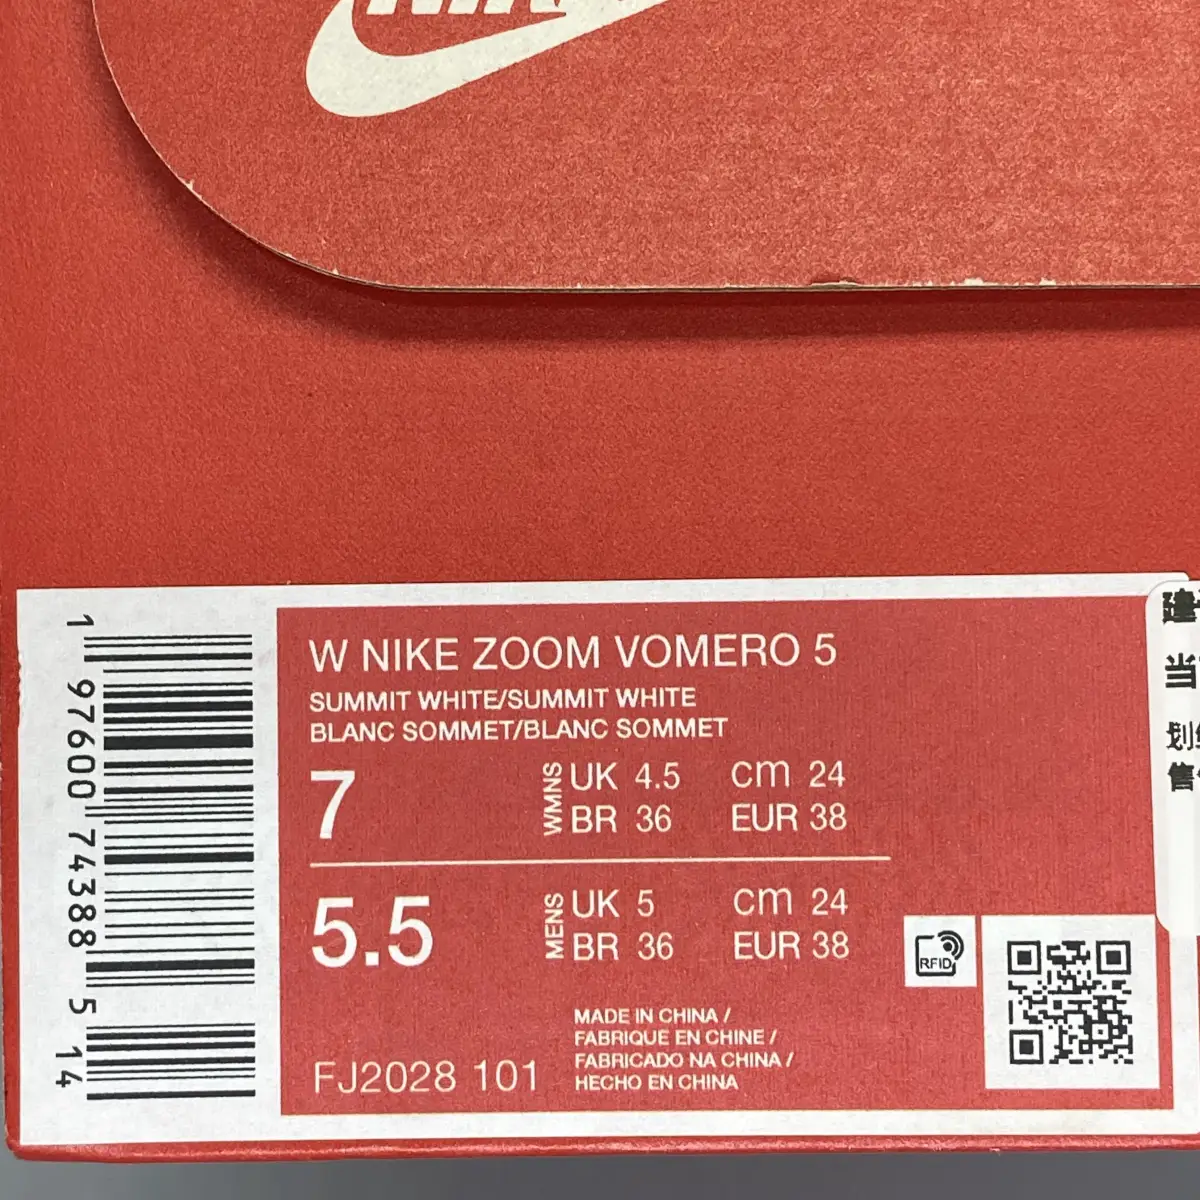 NIKE
W NIKE ZOOM VOMERO 5
SUMMIT WHITE/SUMMIT WHITE
BLANC SOMMET/BLANC SOMMET
7
WMNS
UK 4.5 cm 24
BR 36 EUR 38
5.5
MENS
UK 5 cm 24
BR 36 EUR 38
FJ2028 101
MADE IN CHINA /
FABRIQUE EN CHINE /
FABRICADO NA CHINA /
HECHO EN CHINA
RFID
1 97600 74388 5 14
当
售